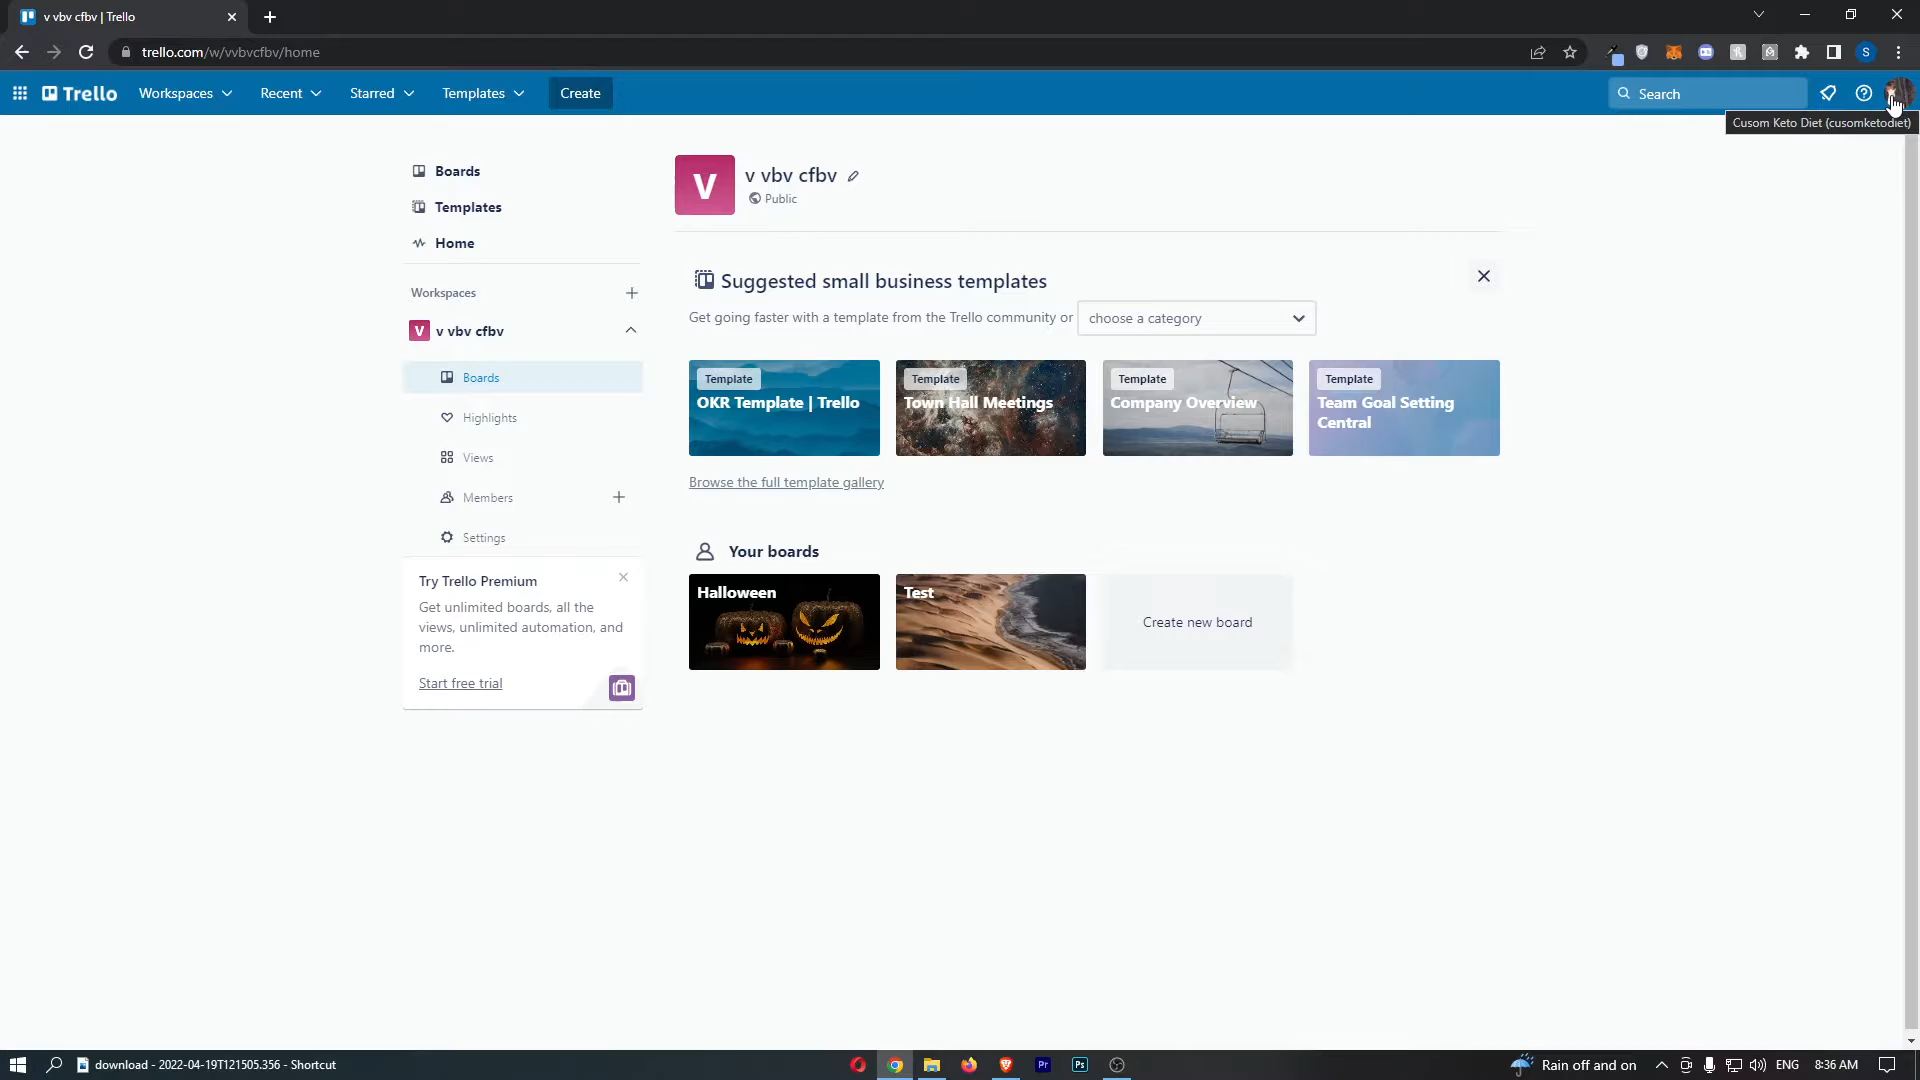 v vbv cfbv | Trello
trello.com/w/vvbvcfbv/home
S
Trello
Workspaces
Recent
Starred
Templates
Create
Search
Cusom Keto Diet (cusomketodiet)
Boards
Templates
Home
Workspaces
V
v vbv cfbv
Boards
Highlights
Views
Members
Settings
Try Trello Premium
Get unlimited boards, all the
views, unlimited automation, and
more.
Start free trial
V
v vbv cfbv
Public
Suggested small business templates
Get going faster with a template from the Trello community or
choose a category
Template
OKR Template | Trello
Template
Town Hall Meetings
Template
Company Overview
Template
Team Goal Setting
Central
Browse the full template gallery
Your boards
Halloween
Test
Create new board
download - 2022-04-19T121505.356 - Shortcut
Pr
Ps
Rain off and on
ENG
8:36 AM